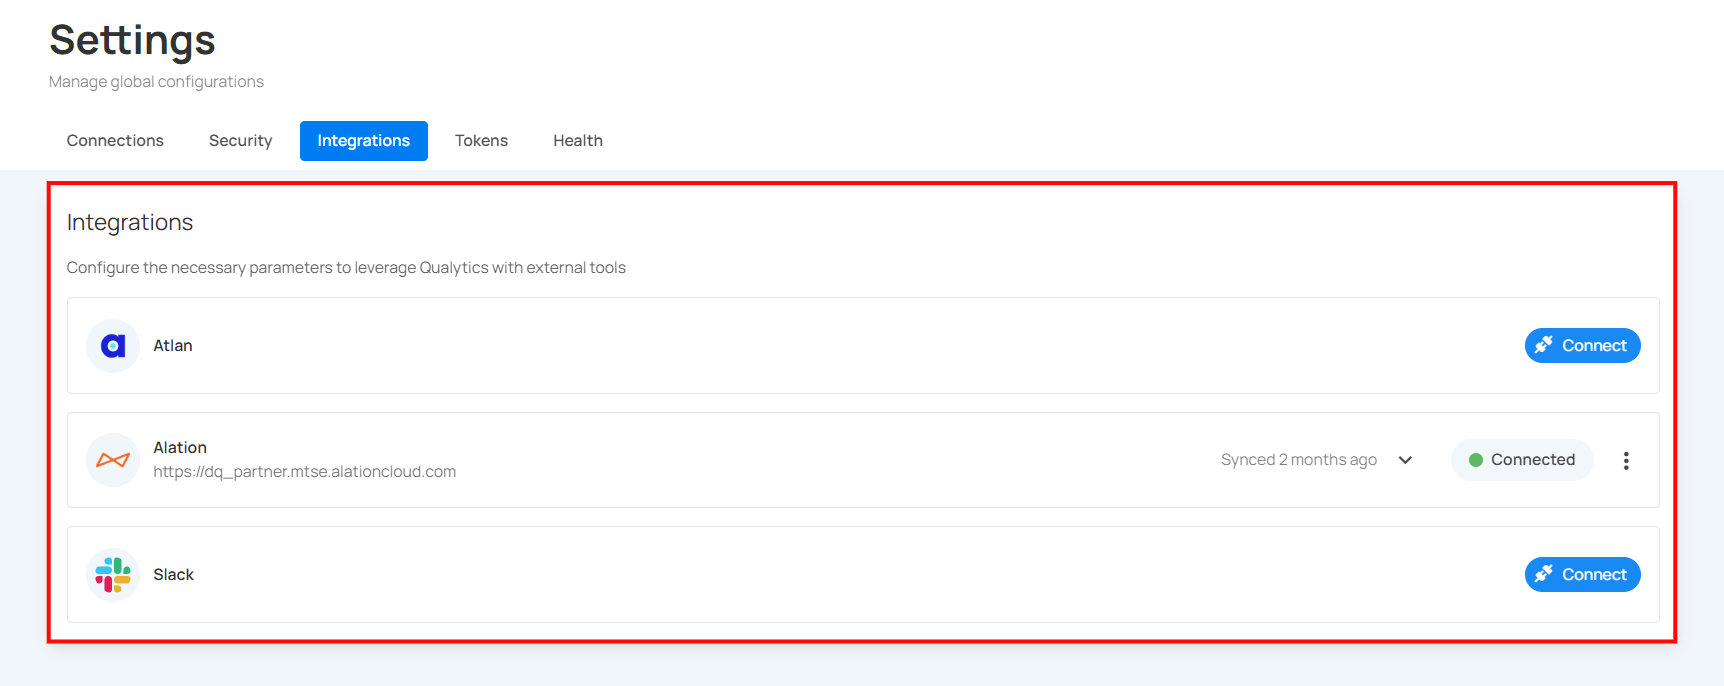 Settings
Manage global configurations
Connections Security Integrations Tokens Health
Integrations
Configure the necessary parameters to leverage Qualytics with external tools
Atlan Connect
Alation
https://dq_partner.mtse.alationcloud.com Synced 2 months ago Connected
Slack Connect